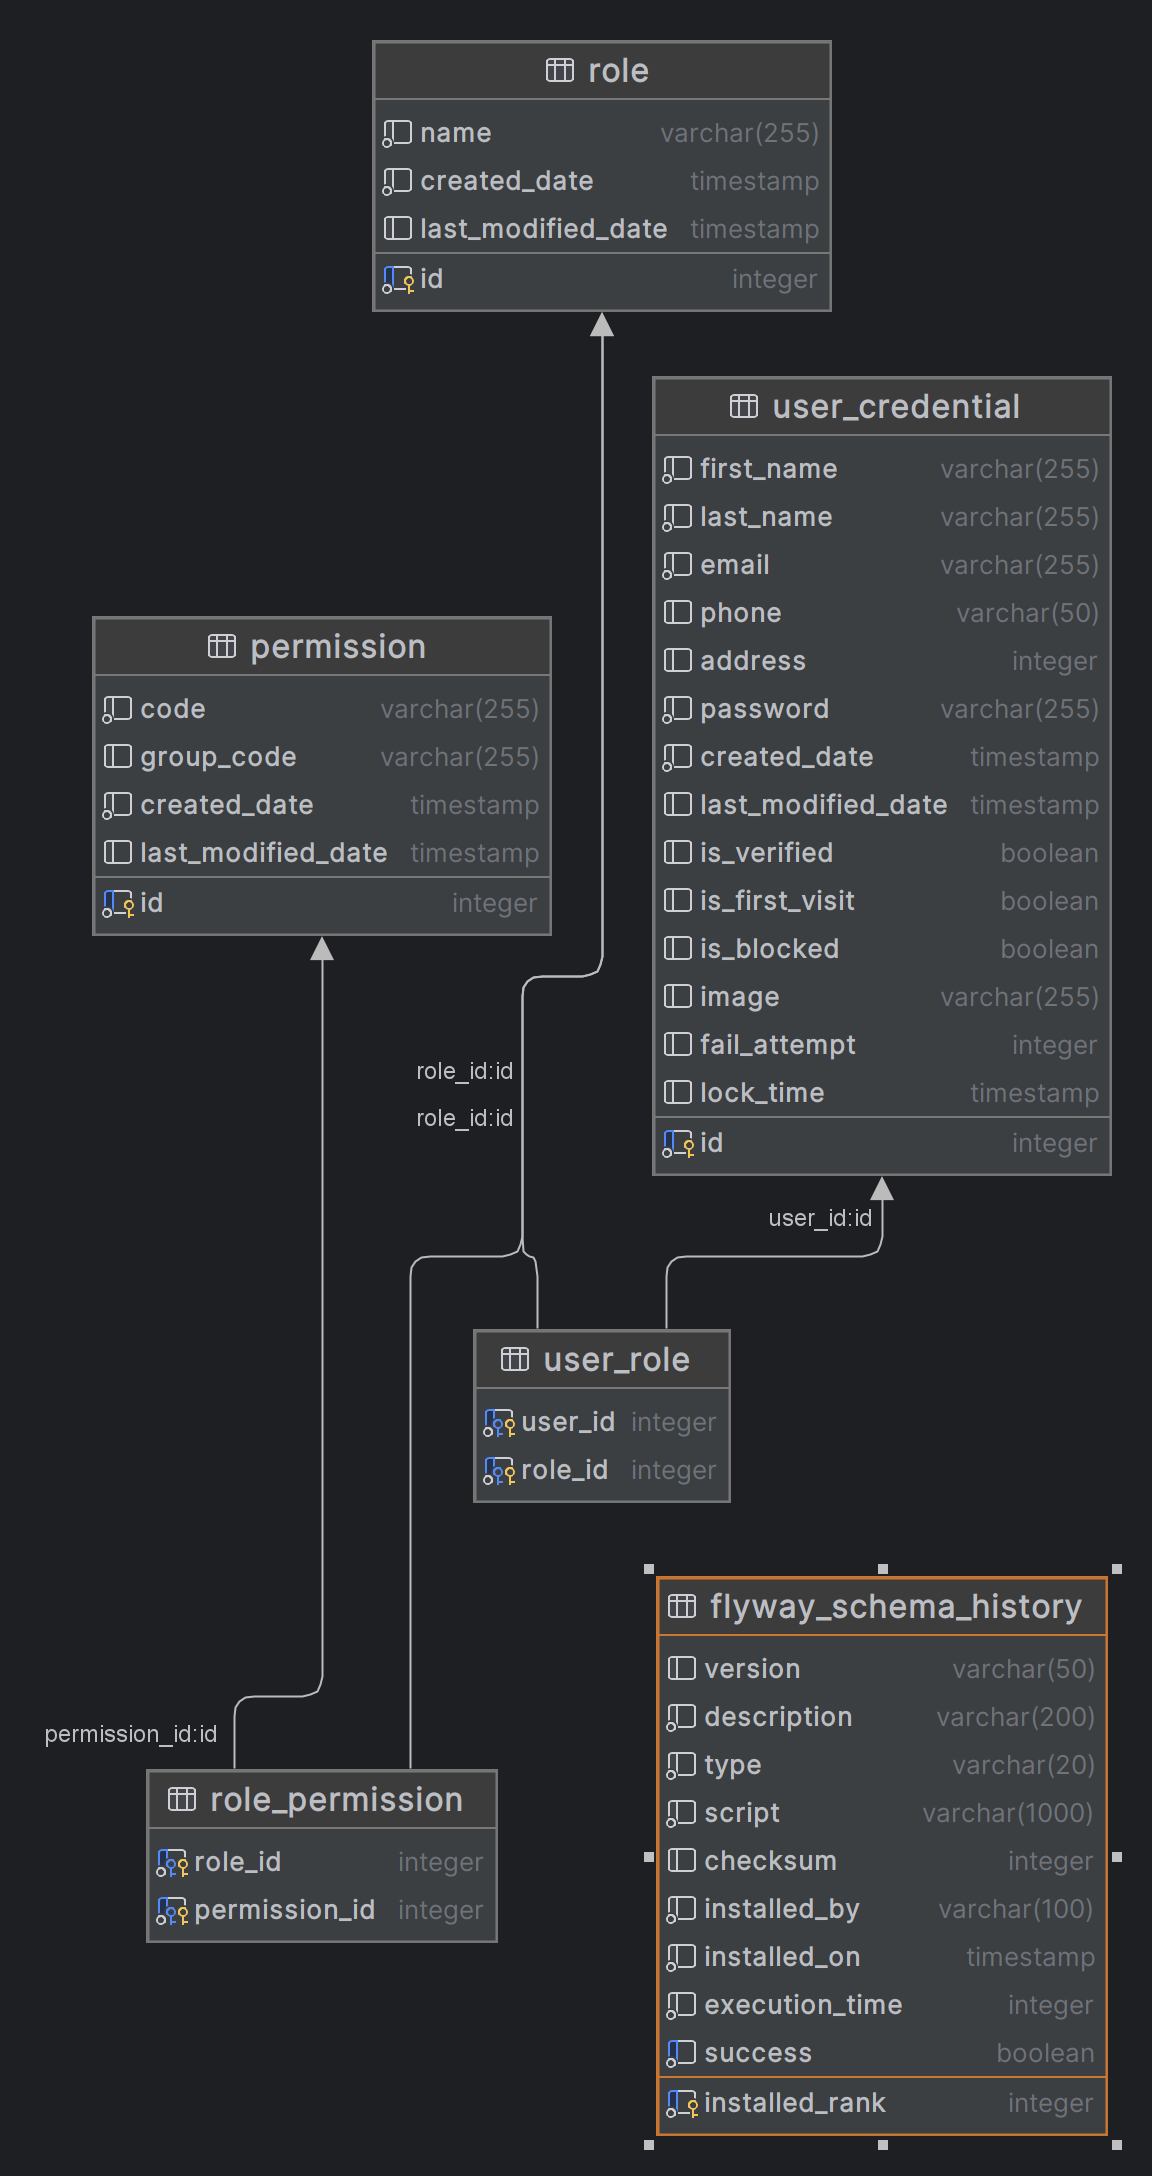 role
name varchar(255)
created_date timestamp
last_modified_date timestamp
id integer
user_credential
first_name varchar(255)
last_name varchar(255)
email varchar(255)
phone varchar(50)
address integer
password varchar(255)
created_date timestamp
last_modified_date timestamp
is_verified boolean
is_first_visit boolean
is_blocked boolean
image varchar(255)
fail_attempt integer
lock_time timestamp
id integer
permission
code varchar(255)
group_code varchar(255)
created_date timestamp
last_modified_date timestamp
id integer
role_id:id
role_id:id
user_id:id
user_role
user_id integer
role_id integer
permission_id:id
role_permission
role_id integer
permission_id integer
flyway_schema_history
version varchar(50)
description varchar(200)
type varchar(20)
script varchar(1000)
checksum integer
installed_by varchar(100)
installed_on timestamp
execution_time integer
success boolean
installed_rank integer